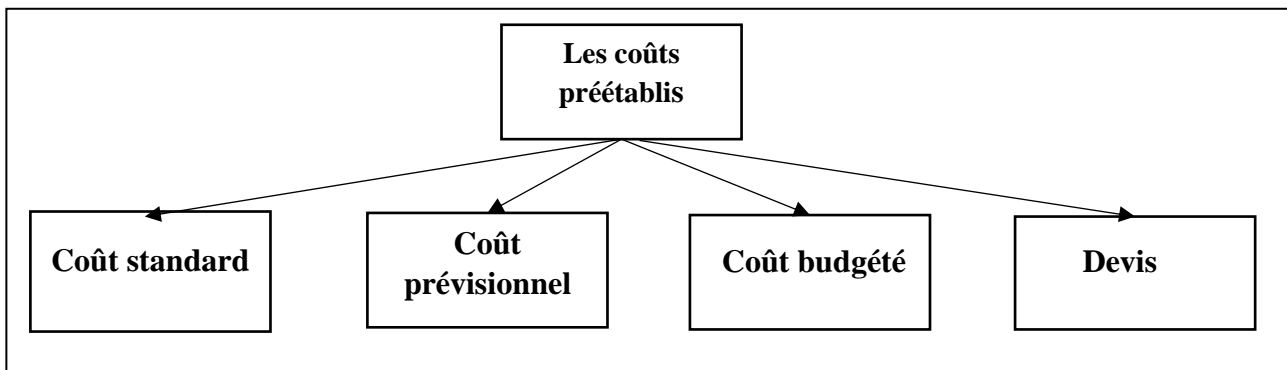 Les coûts
préétablis
Coût standard
Coût
prévisionnel
Coût budgété
Devis